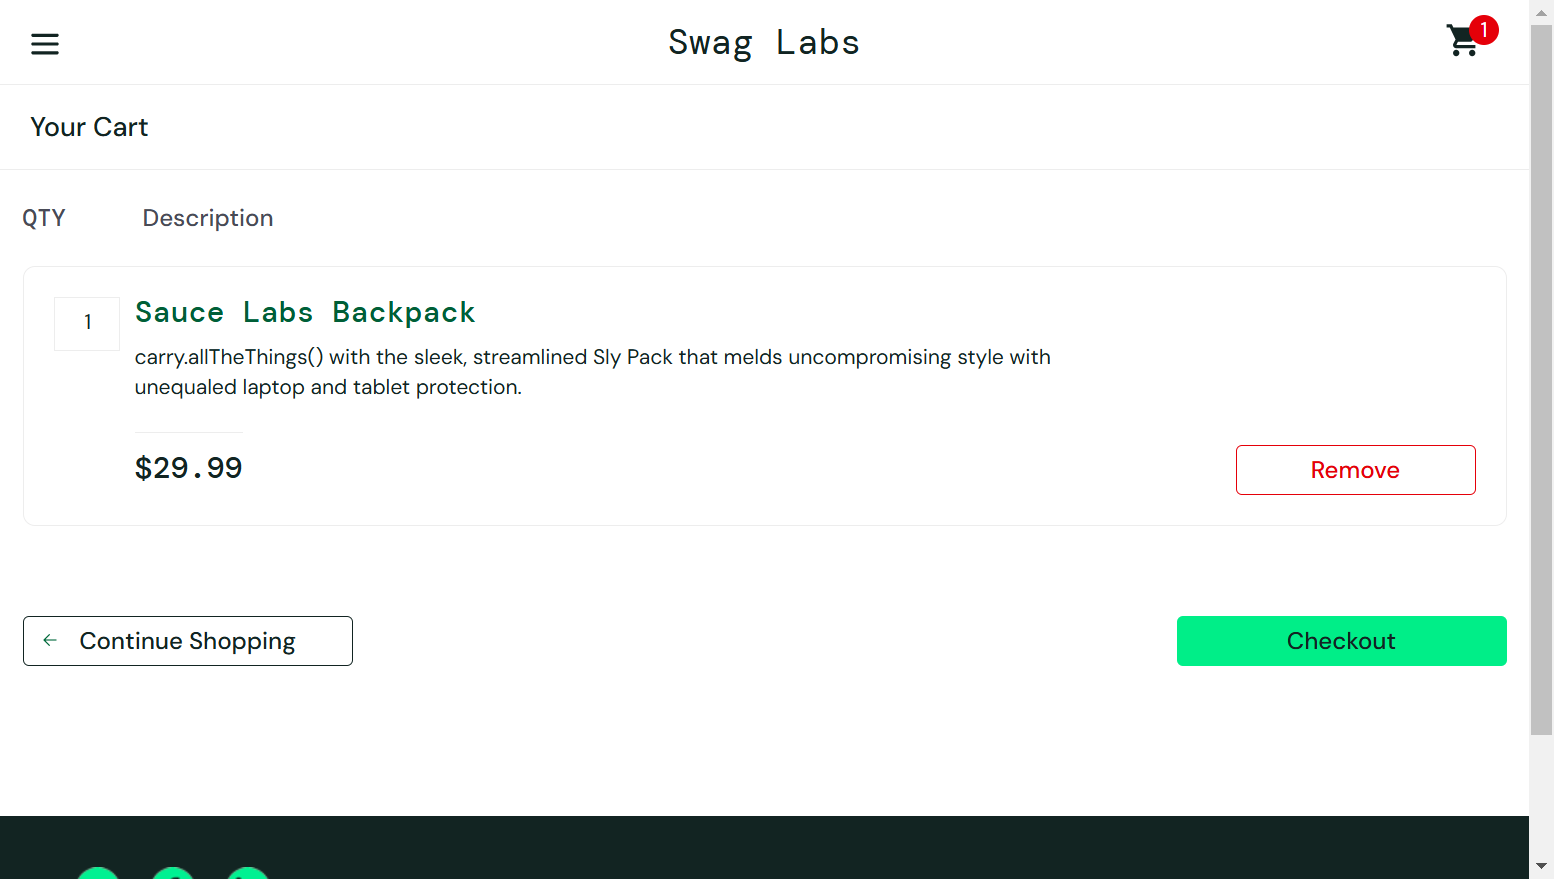 Swag Labs
1
Your Cart
QTY Description
1
Sauce Labs Backpack
carry.allTheThings() with the sleek, streamlined Sly Pack that melds uncompromising style with
unequaled laptop and tablet protection.
$29.99
Remove
Continue Shopping
Checkout